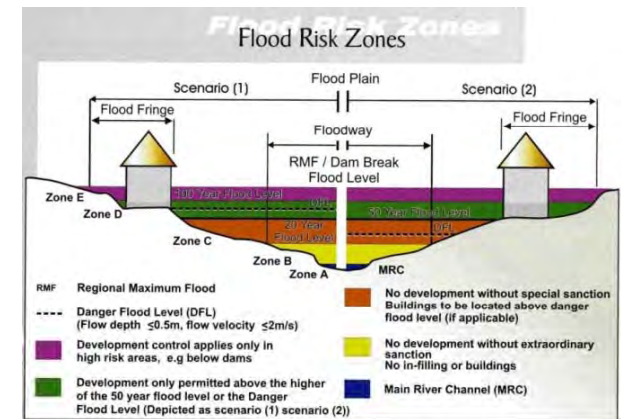 Flood Risk Zones
Flood Risk Zones
Flood Plain
Scenario (1)
Scenario (2)
Flood Fringe
Flood Fringe
Floodway
RMF / Dam Break
Flood Level
100 Year Flood Level
DFL
50 Year Flood Level
20 Year
Flood Level
DFL
Zone E
Zone D
Zone C
Zone B
Zone A
MRC
RMF Regional Maximum Flood
Danger Flood Level (DFL)
(Flow depth ≤0.5m, flow velocity ≤2m/s)
Development control applies only in
high risk areas, e.g below dams
Development only permitted above the higher
of the 50 year flood level or the Danger
Flood Level (Depicted as scenario (1) scenario (2))
No development without special sanction
Buildings to be located above danger
flood level (if applicable)
No development without extraordinary
sanction
No in-filling or buildings
Main River Channel (MRC)